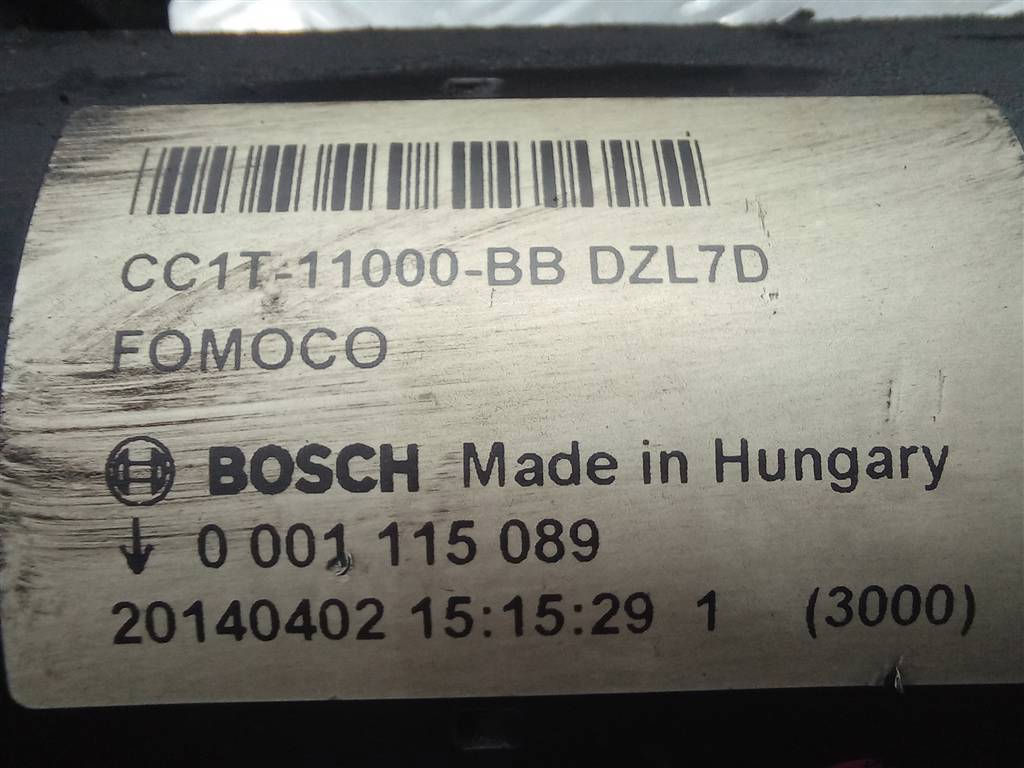 CC1T-11000-BB DZL7D
FOMOCO
BOSCH Made in Hungary
↓ 0 001 115 089
20140402 15:15:29 1 (3000)